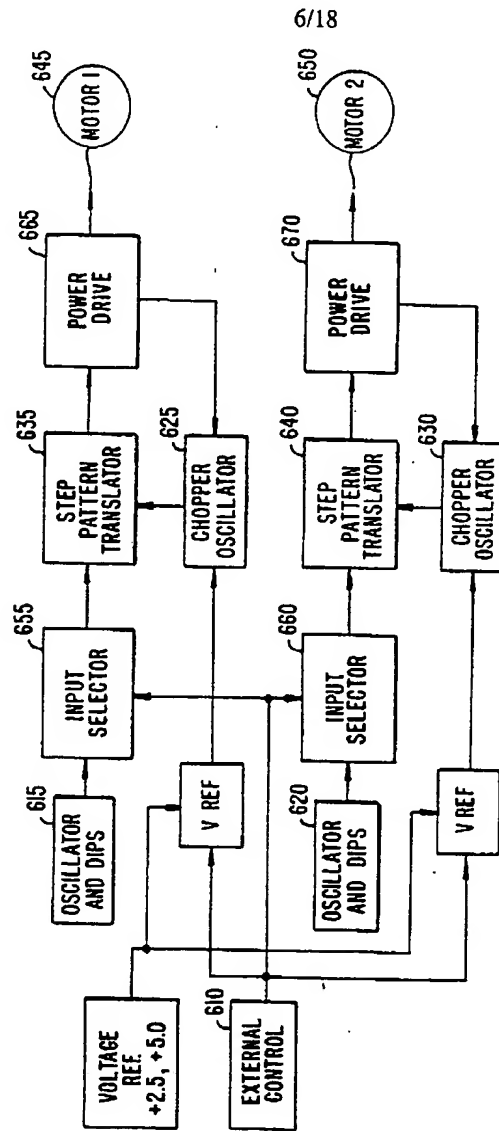 6/18
645
MOTOR 1
665
POWER
DRIVE
635
STEP
PATTERN
TRANSLATOR
625
CHOPPER
OSCILLATOR
655
INPUT
SELECTOR
615
OSCILLATOR
AND DIPS
V REF
VOLTAGE
REF.
+2.5, +5.0
610
EXTERNAL
CONTROL
650
MOTOR 2
670
POWER
DRIVE
640
STEP
PATTERN
TRANSLATOR
630
CHOPPER
OSCILLATOR
660
INPUT
SELECTOR
620
OSCILLATOR
AND DIPS
V REF